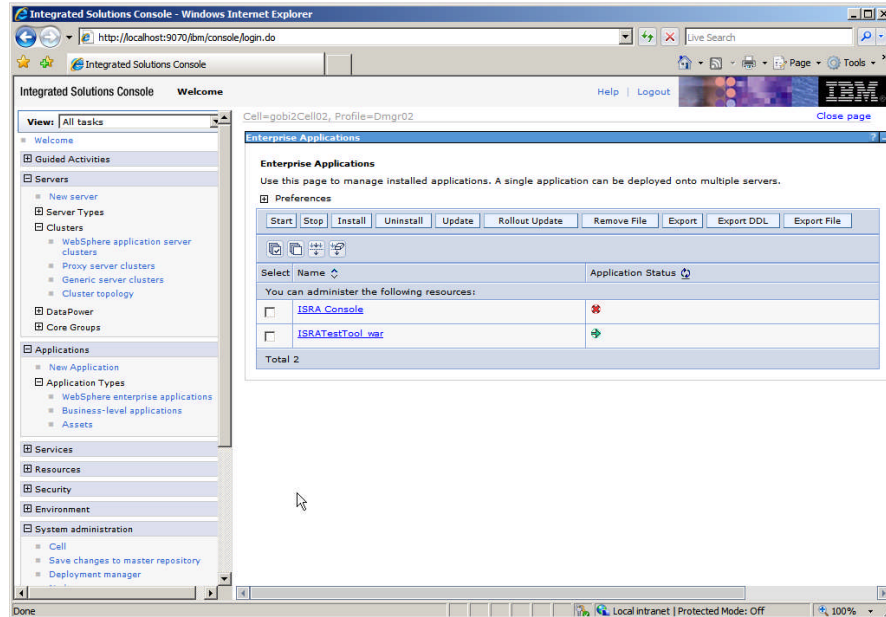 Integrated Solutions Console - Windows Internet Explorer
http://localhost:9070/ibm/console/login.do
Live Search
Integrated Solutions Console
Page
Tools
Integrated Solutions Console Welcome
Help | Logout
IBM
View: All tasks
Cell=gobi2Cell02, Profile=Dmgr02
Close page
Welcome
Guided Activities
Servers
New server
Server Types
Clusters
WebSphere application server
clusters
Proxy server clusters
Generic server clusters
Cluster topology
DataPower
Core Groups
Applications
New Application
Application Types
WebSphere enterprise applications
Business-level applications
Assets
Services
Resources
Security
Environment
System administration
Cell
Save changes to master repository
Deployment manager
Enterprise Applications
?
Enterprise Applications
Use this page to manage installed applications. A single application can be deployed onto multiple servers.
Preferences
Start Stop Install Uninstall Update Rollout Update Remove File Export Export DDL Export File
Select Name Application Status
You can administer the following resources:
ISRA Console
ISRATestTool war
Total 2
Done
Local intranet | Protected Mode: Off
100%